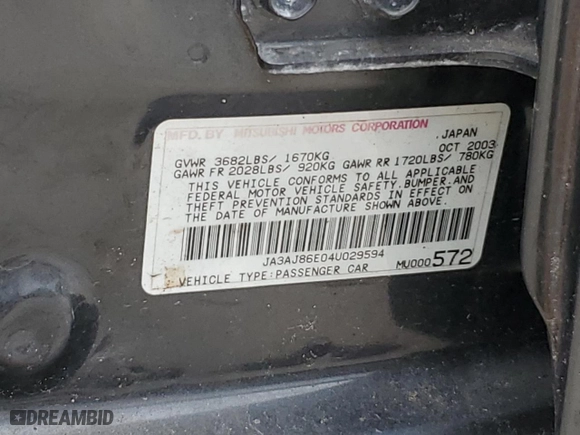 MFD. BY MITSUBISHI MOTORS CORPORATION
JAPAN
GVWR 3682LBS/ 1670KG
OCT 2003
GAWR FR 2028LBS/ 920KG GAWR RR 1720LBS/ 780KG
THIS VEHICLE CONFORMS TO ALL APPLICABLE
FEDERAL MOTOR VEHICLE SAFETY,BUMPER,AND
THEFT PREVENTION STANDARDS IN EFFECT ON
THE DATE OF MANUFACTURE SHOWN ABOVE.
JA3AJ86E04U029594
VEHICLE TYPE:PASSENGER CAR
MU000572
DREAMBID